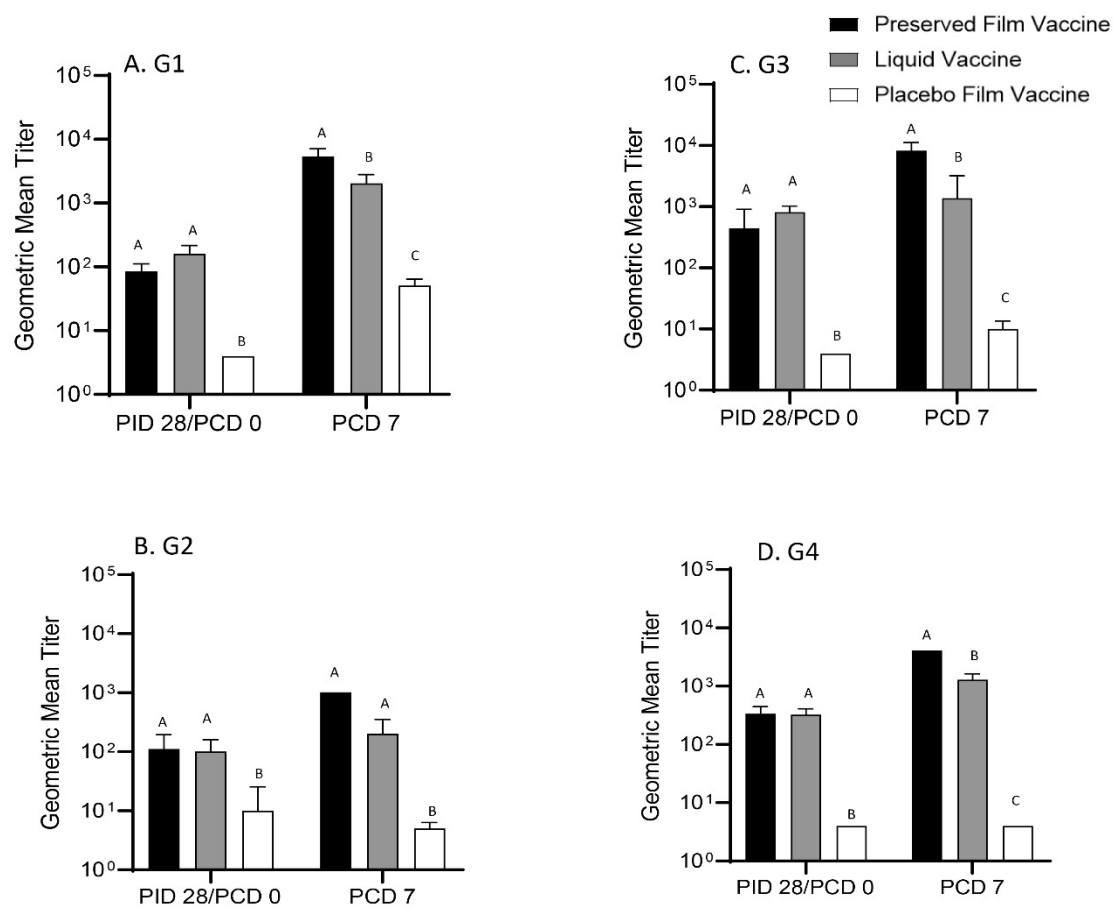 Preserved Film Vaccine
Liquid Vaccine
Placebo Film Vaccine
A. G1
Geometric Mean Titer
10⁵
10⁴
10³
10²
10¹
10⁰
A
A
B
A
B
C
PID 28/PCD 0
PCD 7
C. G3
Geometric Mean Titer
10⁵
10⁴
10³
10²
10¹
10⁰
A
A
B
A
B
C
PID 28/PCD 0
PCD 7
B. G2
Geometric Mean Titer
10⁵
10⁴
10³
10²
10¹
10⁰
A
A
B
A
A
B
PID 28/PCD 0
PCD 7
D. G4
Geometric Mean Titer
10⁵
10⁴
10³
10²
10¹
10⁰
A
A
B
A
B
C
PID 28/PCD 0
PCD 7